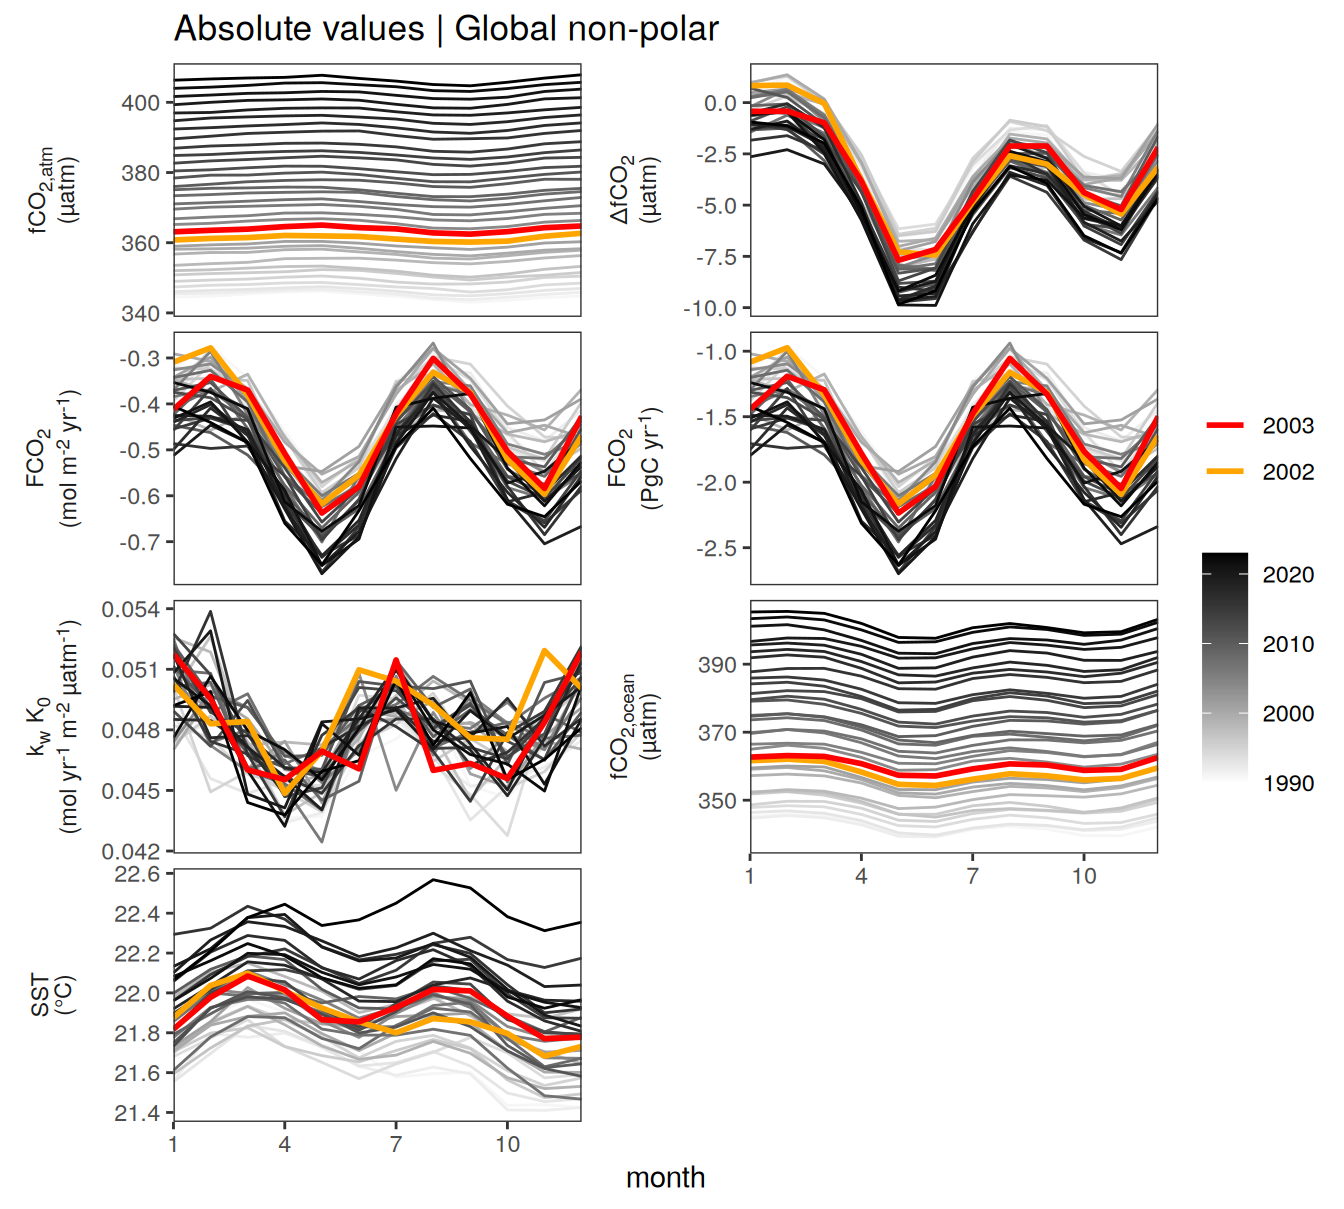 Absolute values | Global non-polar
fCO2,atm
(µatm)
400
380
360
340
ΔfCO2
(µatm)
0.0
-2.5
-5.0
-7.5
-10.0
FCO2
(mol m-2 yr-1)
-0.3
-0.4
-0.5
-0.6
-0.7
FCO2
(PgC yr-1)
-1.0
-1.5
-2.0
-2.5
kw K0
(mol yr-1 m-2 µatm-1)
0.054
0.051
0.048
0.045
0.042
fCO2,ocean
(µatm)
390
370
350
1 4 7 10
SST
(°C)
22.6
22.4
22.2
22.0
21.8
21.6
21.4
1 4 7 10
month
2003
2002
2020
2010
2000
1990